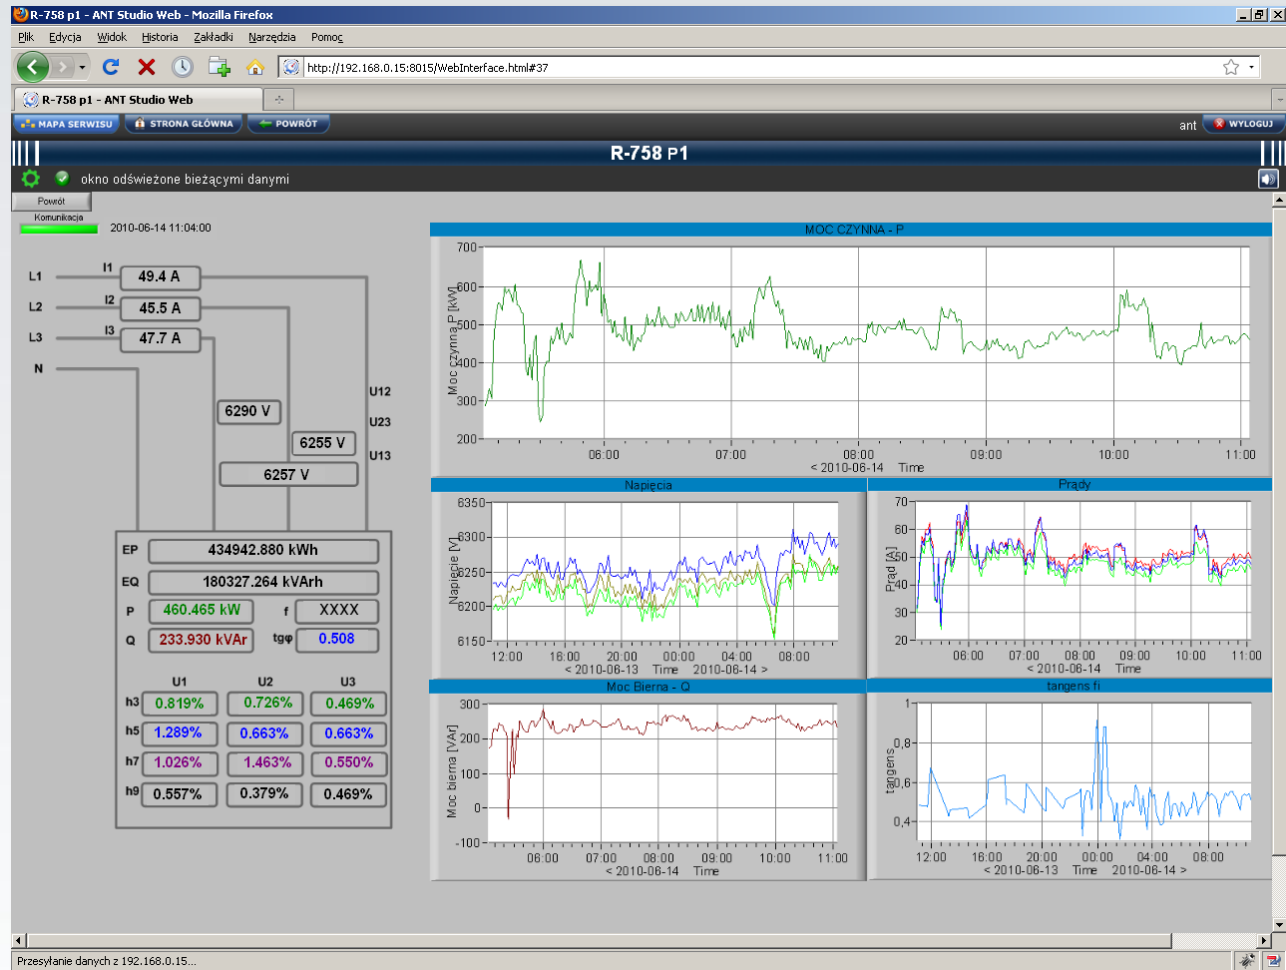 R-758 p1 - ANT Studio Web - Mozilla Firefox
Plik Edycja Widok Historia Zakładki Narzędzia Pomoc
http://192.168.0.15:8015/WebInterface.html#37
R-758 p1 - ANT Studio Web
MAPA SERWISU STRONA GŁÓWNA POWRÓT ant WYLOGUJ
R-758 P1
okno odświeżone bieżącymi danymi
Powrót
Komunikacja
2010-06-14 11:04:00
L1 I1 49.4 A
L2 I2 45.5 A
L3 I3 47.7 A
N
U12
6290 V
U23
6255 V
U13
6257 V
EP 434942.880 kWh
EQ 180327.264 kVArh
P 460.465 kW f XXXX
Q 233.930 kVAr tgφ 0.508
U1 U2 U3
h3 0.819% 0.726% 0.469%
h5 1.289% 0.663% 0.663%
h7 1.026% 1.463% 0.550%
h9 0.557% 0.379% 0.469%
MOC CZYNNA - P
Moc czynna P [kW]
700
600
500
400
300
200
06:00 07:00 08:00 09:00 10:00 11:00
< 2010-06-14 Time
Napięcia
Napięcie [V]
6350
6300
6250
6200
6150
12:00 16:00 20:00 00:00 04:00 08:00
< 2010-06-13 Time 2010-06-14 >
Prądy
Prąd [A]
70
60
50
40
30
20
06:00 07:00 08:00 09:00 10:00 11:00
< 2010-06-14 Time
Moc Bierna - Q
Moc bierna [VAr]
300
200
100
0
-100
06:00 07:00 08:00 09:00 10:00 11:00
< 2010-06-14 Time
tangens fi
tangens
1
0,8
0,6
0,4
12:00 16:00 20:00 00:00 04:00 08:00
< 2010-06-13 Time 2010-06-14 >
Przesyłanie danych z 192.168.0.15...